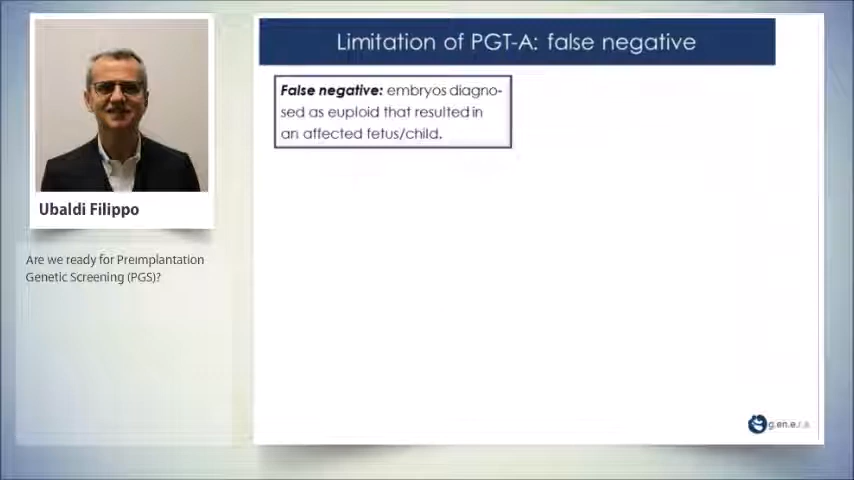 Limitation of PGT-A: false negative
False negative: embryos diagno-
sed as euploid that resulted in
an affected fetus/child.
Ubaldi Filippo
Are we ready for Preimplantation
Genetic Screening (PGS)?
g.en.e.r.a